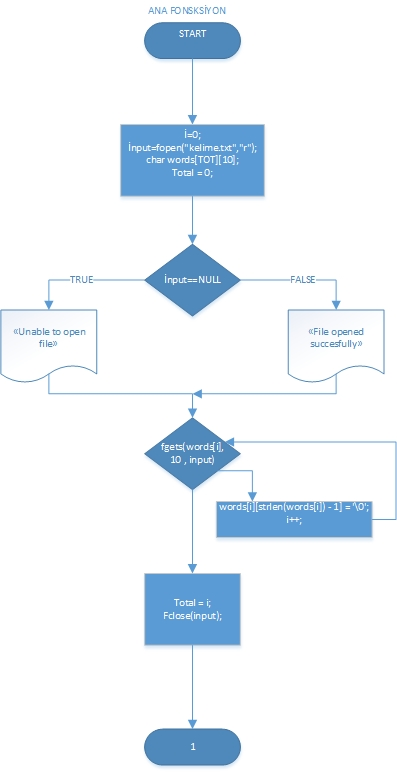 ANA FONSKSİYON
START
İ=0;
İnput=fopen("kelime.txt","r");
char words[TOT][10];
Total = 0;
İnput==NULL
TRUE
FALSE
«Unable to open
file»
«File opened
succesfully»
fgets(words[i],
10 , input)
words[i][strlen(words[i]) - 1] = '\0';
i++;
Total = i;
Fclose(input);
1